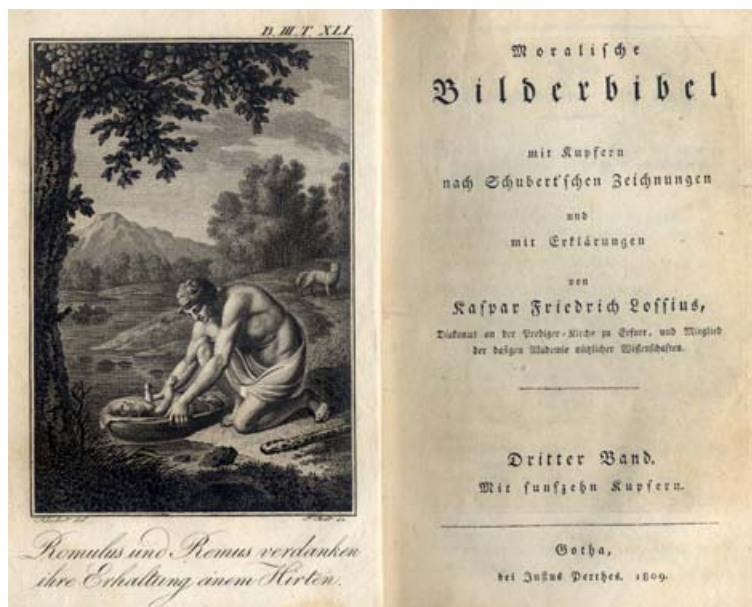 B. III. T. XLI.
Romulus und Remus verdanken
ihre Erhaltung einem Hirten.
Moralische
Bilderbibel
mit Kupfern
nach Schubert'schen Zeichnungen
und
mit Erklärungen
von
Kaspar Friedrich Lossius,
Diakonus an der Prediger-Kirche zu Erfurt, und Mitglied
der dasigen Akademie nützlicher Wissenschaften.
Dritter Band.
Mit funfzehn Kupfern.
Gotha,
bei Justus Perthes. 1809.